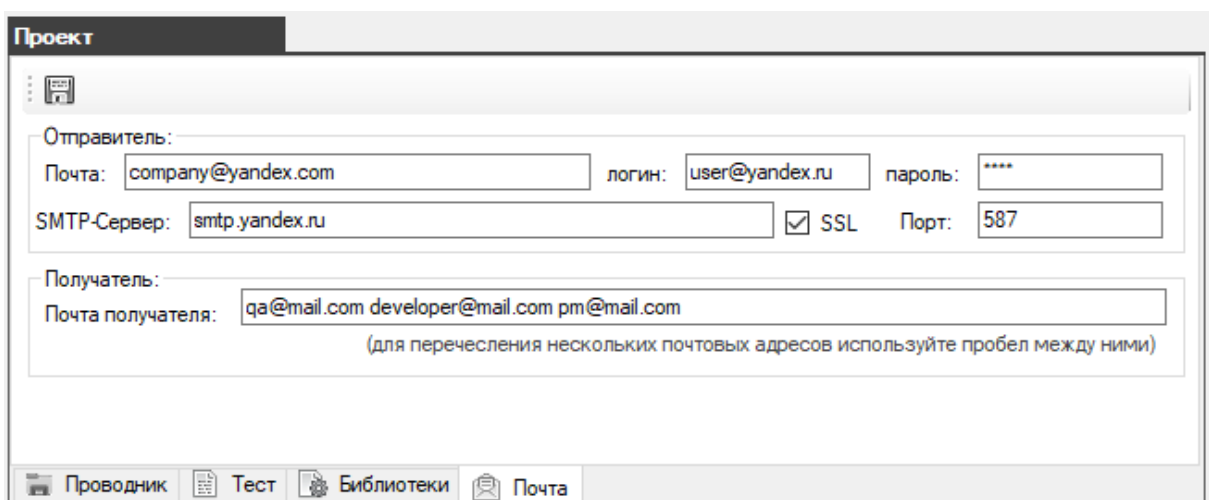 Проект
Отправитель:
Почта: company@yandex.com логин: user@yandex.ru пароль: ****
SMTP-Сервер: smtp.yandex.ru SSL Порт: 587
Получатель:
Почта получателя: qa@mail.com developer@mail.com pm@mail.com
(для перечесления нескольких почтовых адресов используйте пробел между ними)
Проводник Тест Библиотеки Почта